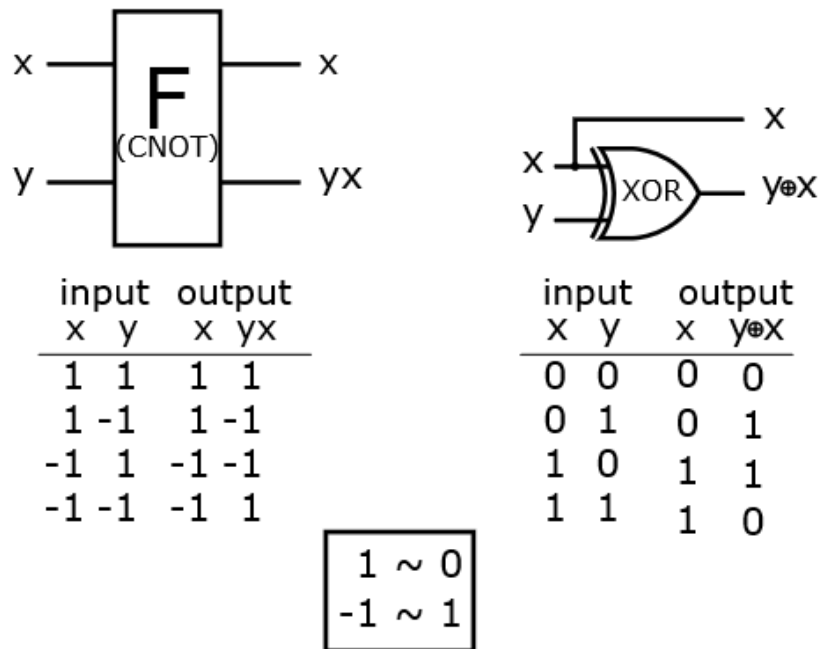 x F x
(CNOT)
y yx
x
x XOR y⊕x
y
input output
x y x yx
1 1 1 1
1 -1 1 -1
-1 1 -1 -1
-1 -1 -1 1
input output
x y x y⊕x
0 0 0 0
0 1 0 1
1 0 1 1
1 1 1 0
1 ~ 0
-1 ~ 1